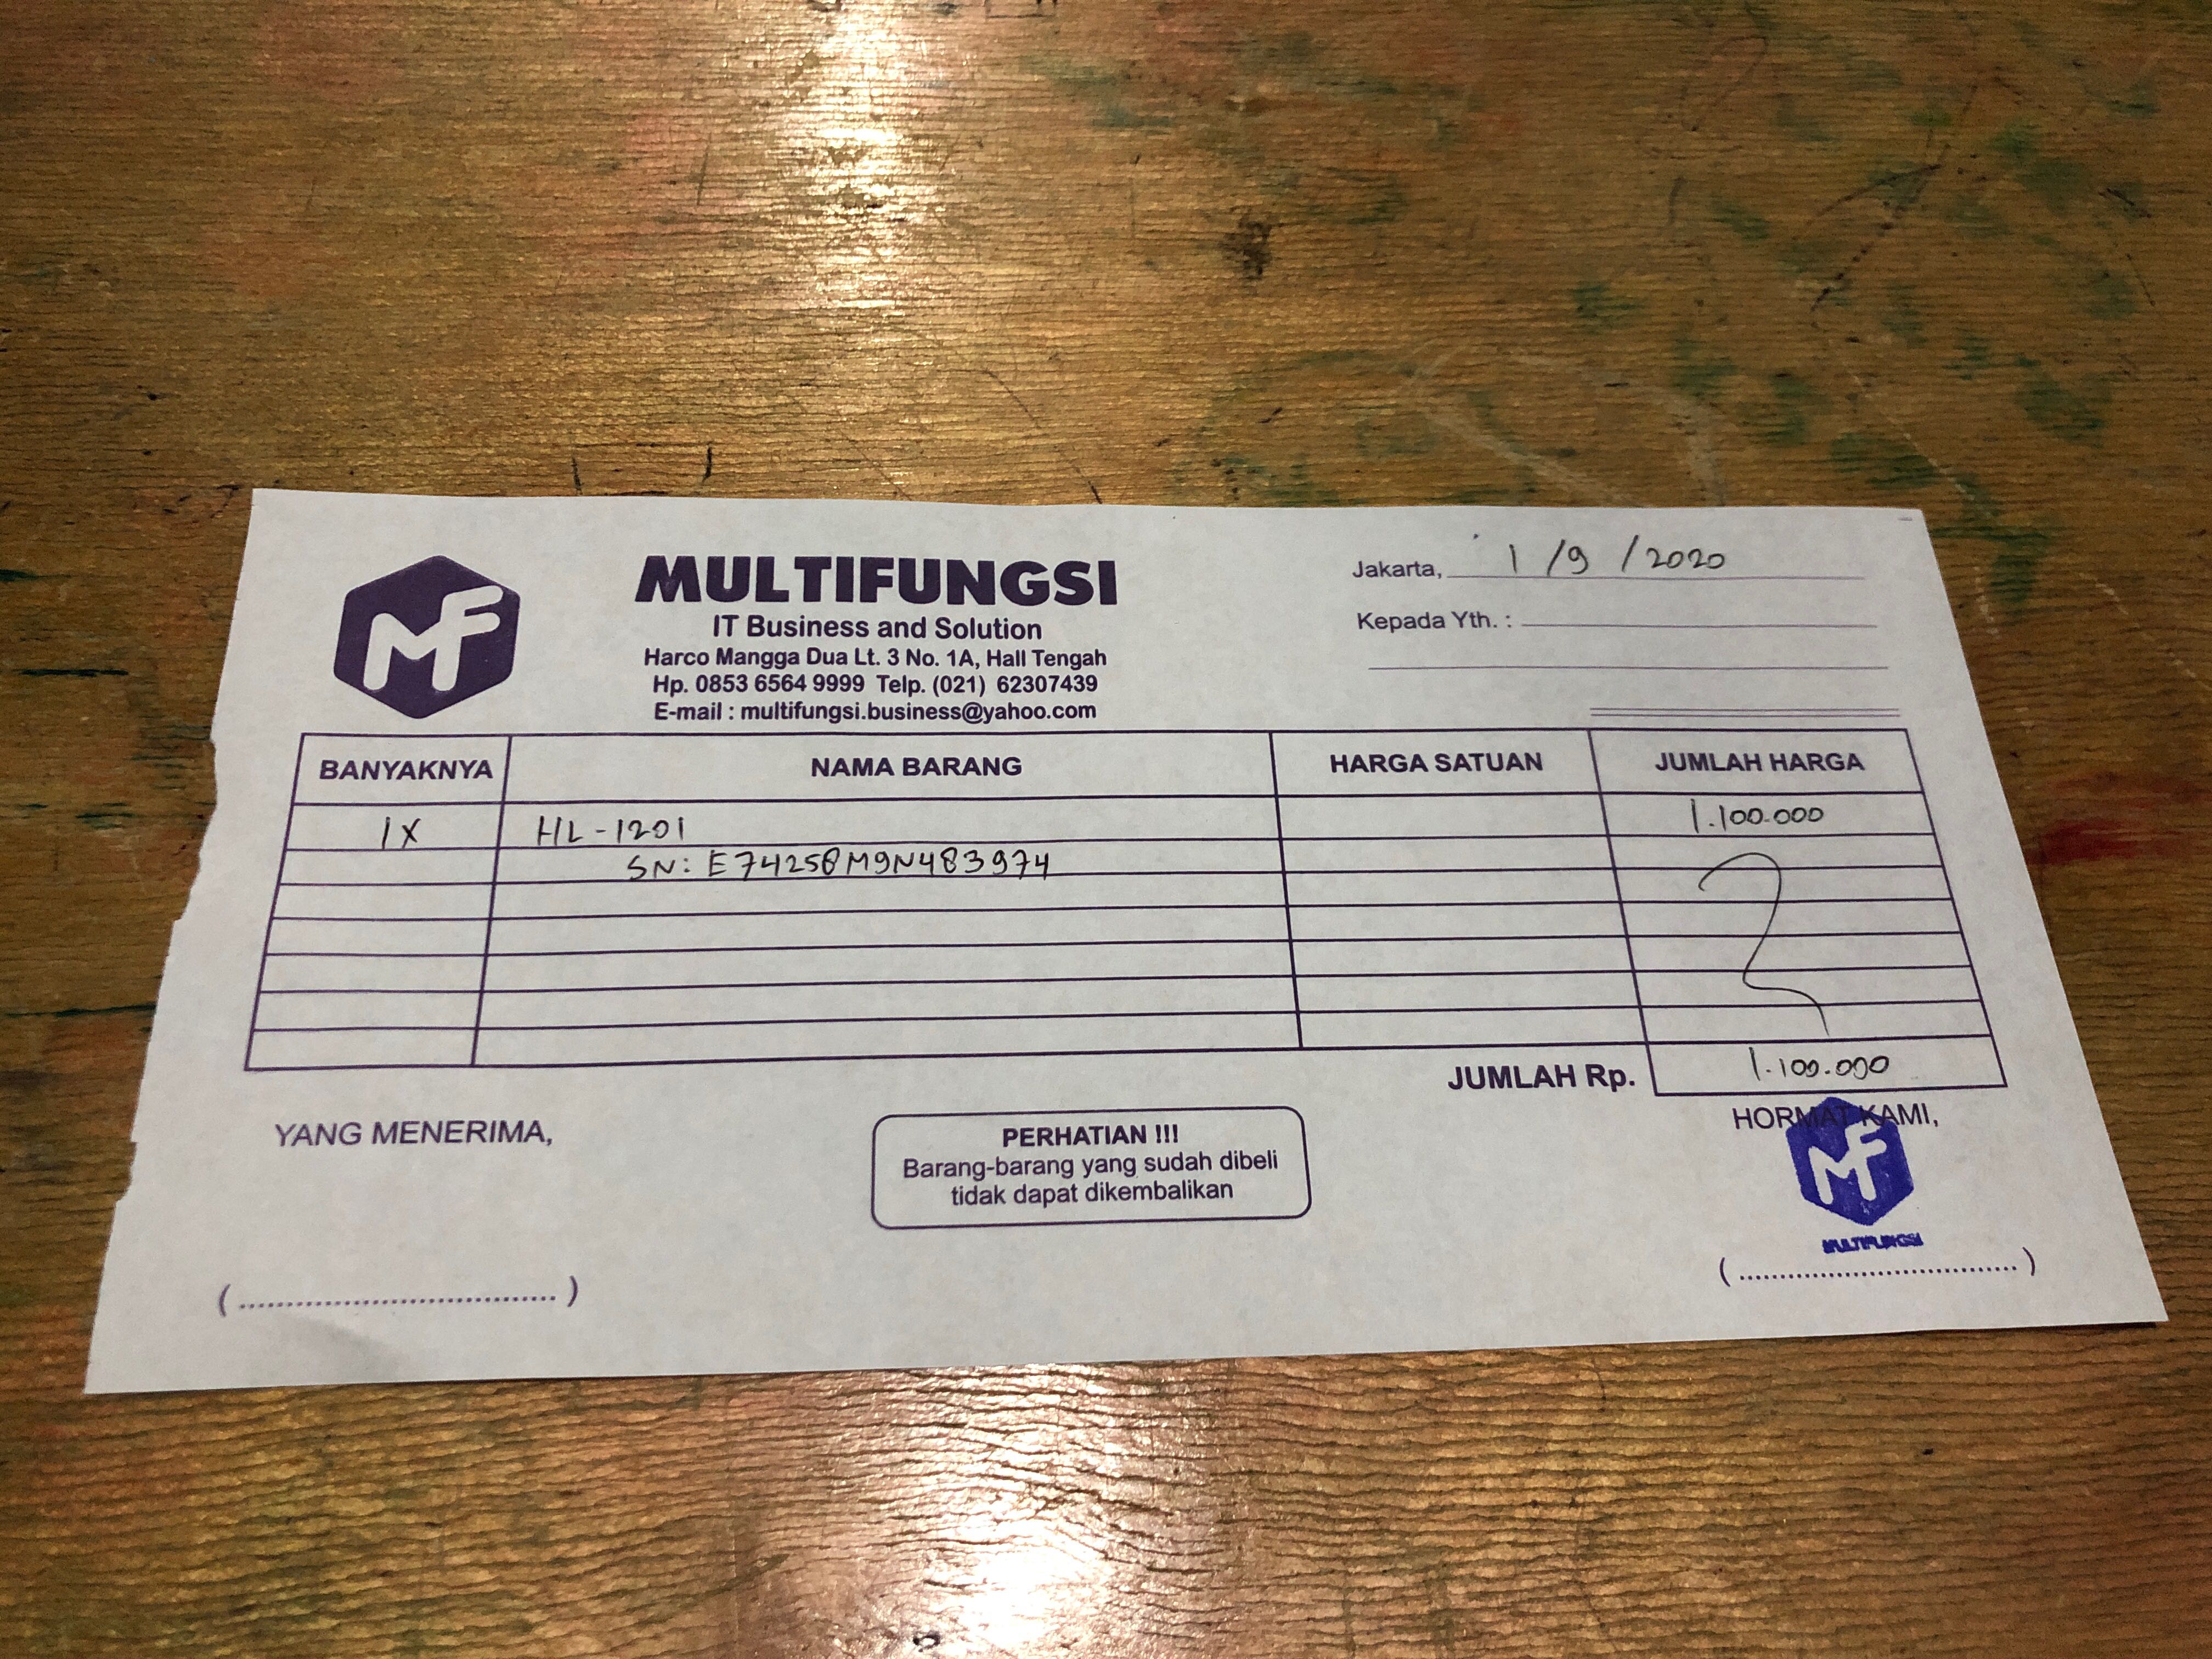 MF
MULTIFUNGSI
IT Business and Solution
Harco Mangga Dua Lt. 3 No. 1A, Hall Tengah
Hp. 0853 6564 9999 Telp. (021) 62307439
E-mail : multifungsi.business@yahoo.com
Jakarta, 1 / 9 / 2020
Kepada Yth. :
BANYAKNYA NAMA BARANG HARGA SATUAN JUMLAH HARGA
1X HL-1201 1.100.000
SN: E74258M9N483974
JUMLAH Rp. 1.100.000
YANG MENERIMA,
PERHATIAN !!!
Barang-barang yang sudah dibeli
tidak dapat dikembalikan
HORMAT KAMI,
MF
MULTIFUNGSI
(..................................)
(..................................)